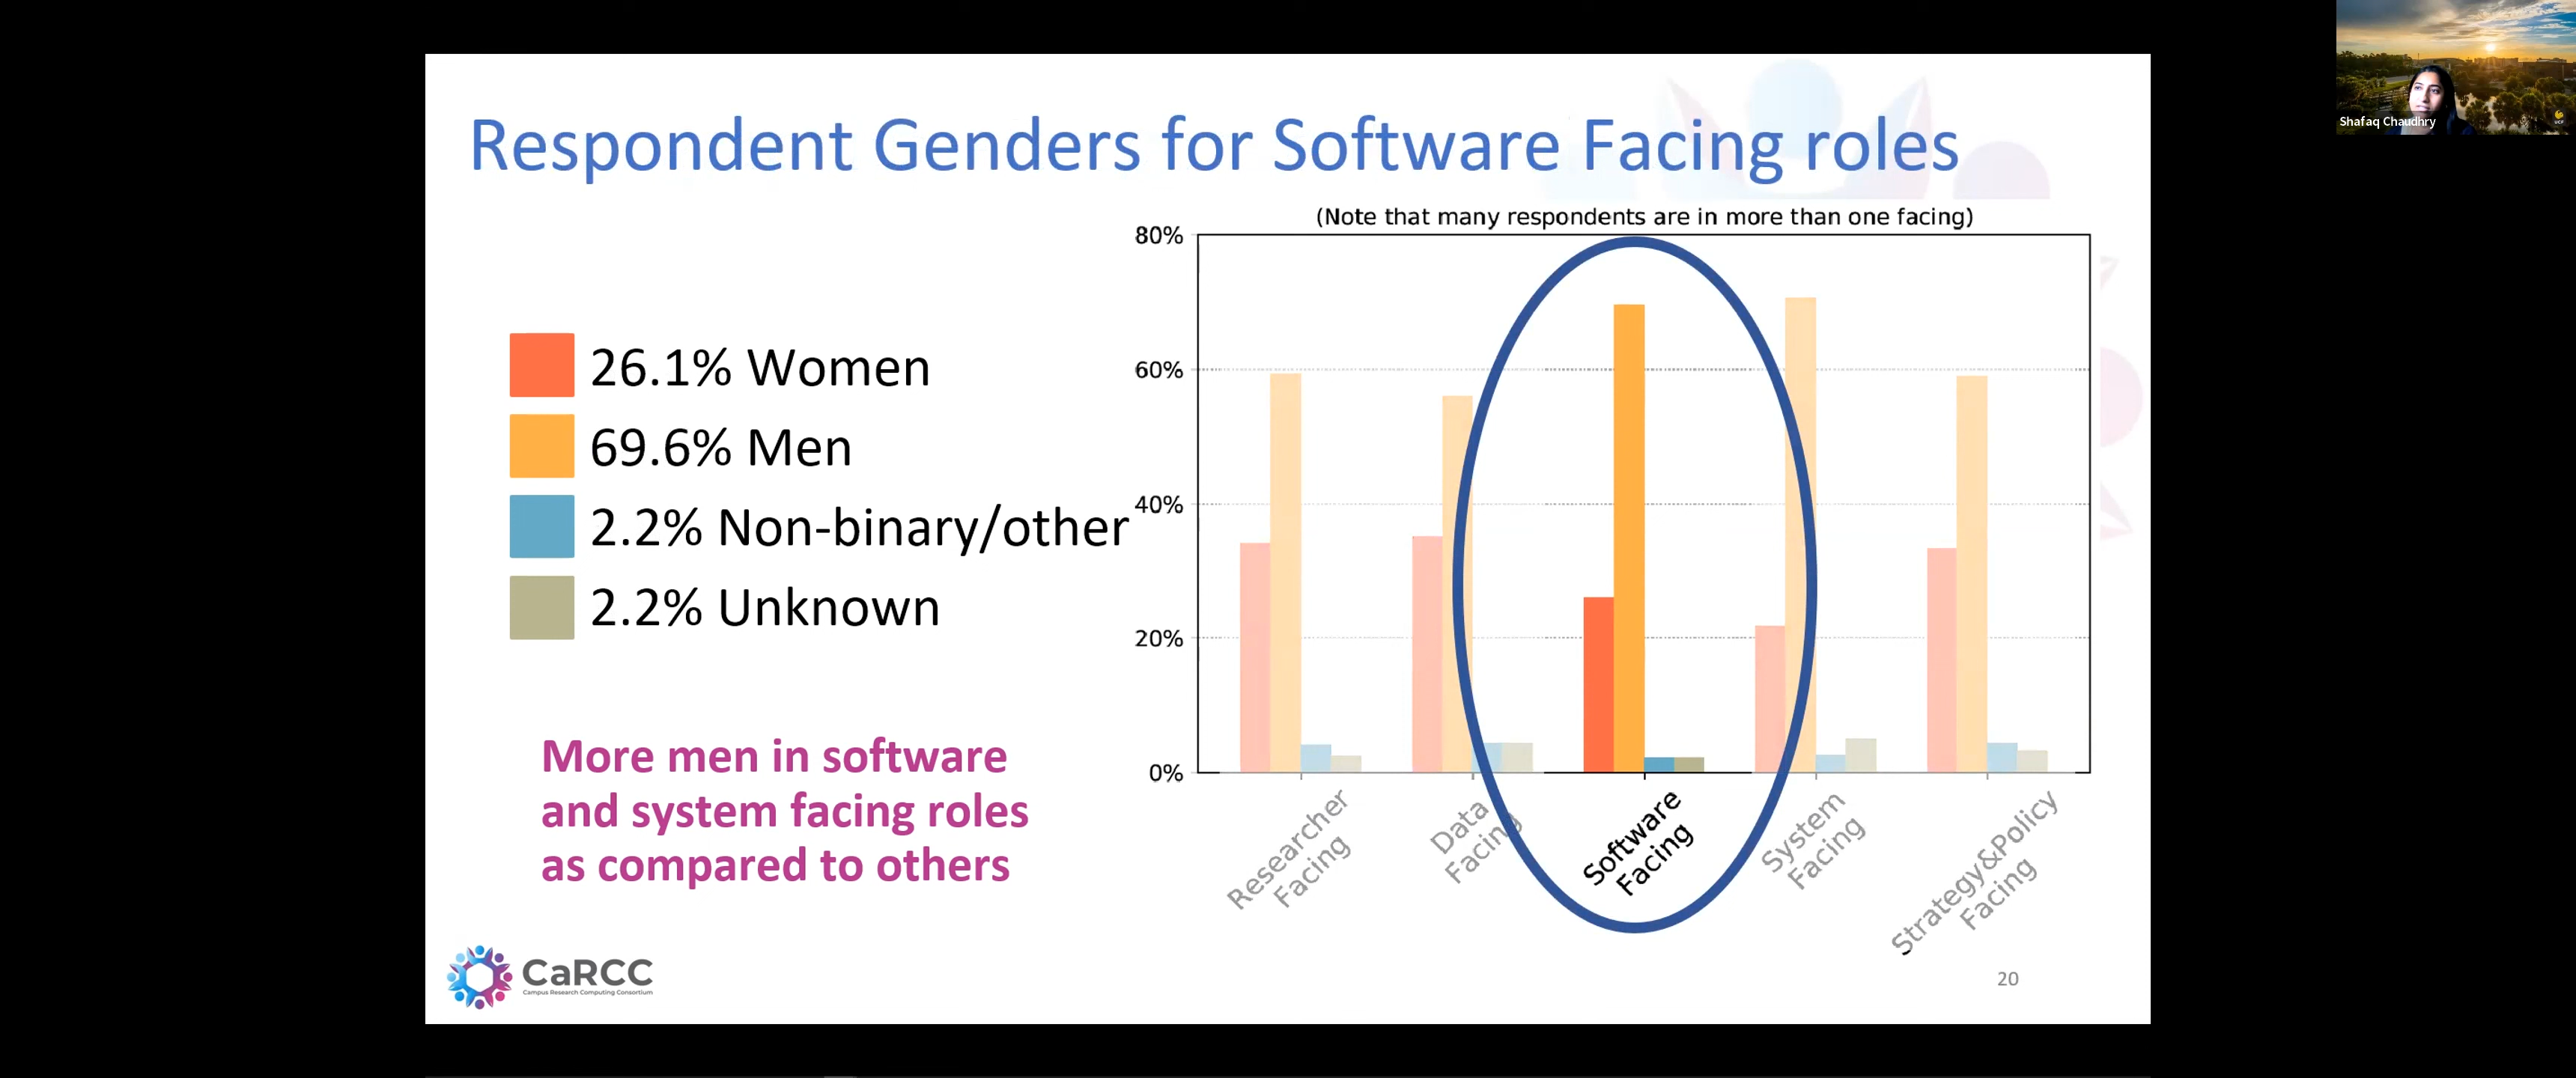 Respondent Genders for Software Facing roles
(Note that many respondents are in more than one facing)
26.1% Women
69.6% Men
2.2% Non-binary/other
2.2% Unknown
More men in software
and system facing roles
as compared to others
80%
60%
40%
20%
0%
Researcher
Facing
Data
Facing
Software
Facing
System
Facing
Strategy&Policy
Facing
CaRCC
Campus Research Computing Consortium
20
Shafaq Chaudhry
UCF